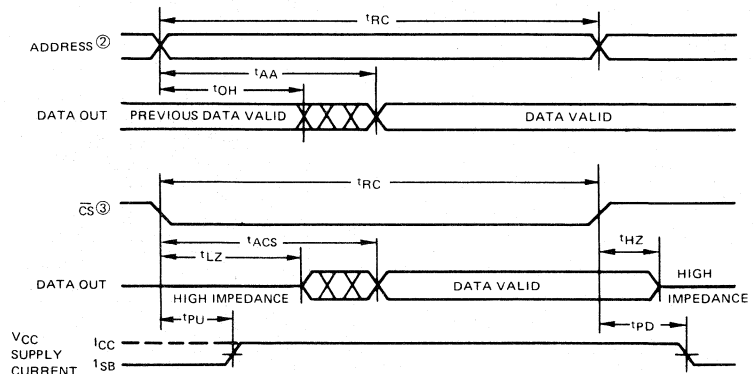 tRC
ADDRESS ②
tAA
tOH
DATA OUT PREVIOUS DATA VALID DATA VALID
tRC
CS ③
tACS
tHZ
tLZ
DATA OUT HIGH IMPEDANCE DATA VALID HIGH IMPEDANCE
tPU
tPD
VCC SUPPLY CURRENT
ICC
ISB